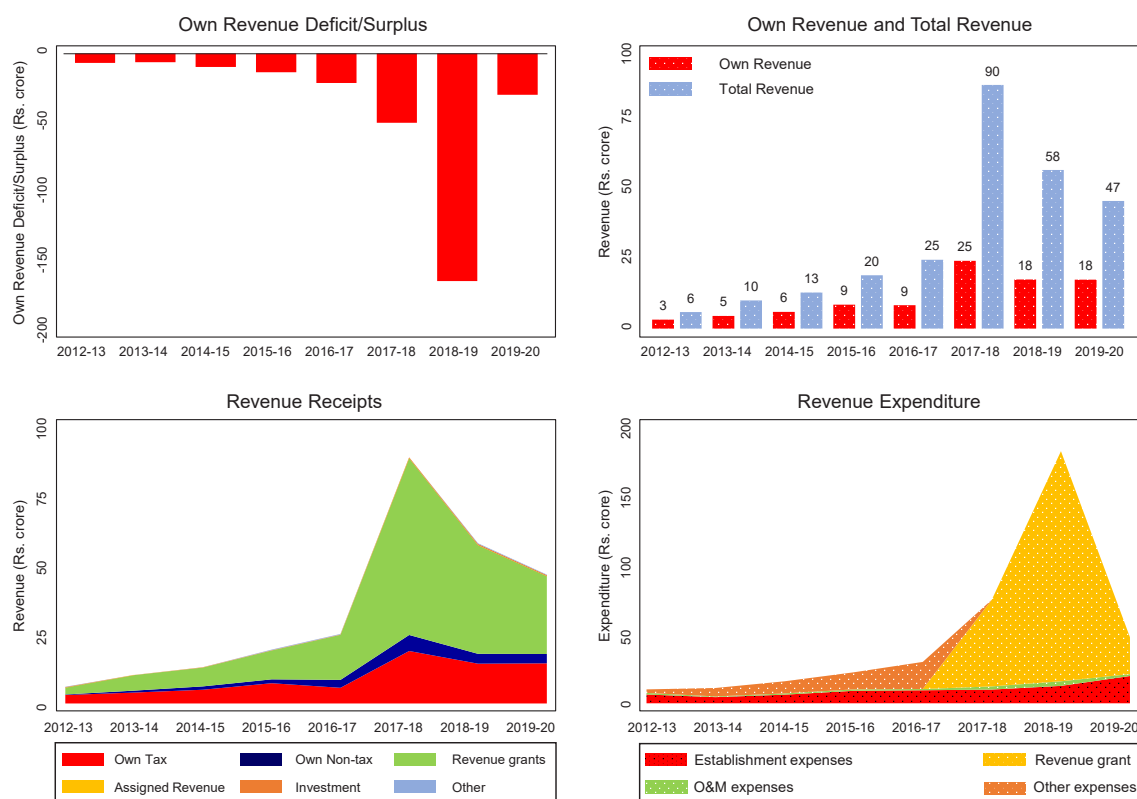 Own Revenue Deficit/Surplus
Own Revenue Deficit/Surplus (Rs. crore)
0
-50
-100
-150
-200
2012-13 2013-14 2014-15 2015-16 2016-17 2017-18 2018-19 2019-20
Own Revenue and Total Revenue
Revenue (Rs. crore)
100
75
50
25
0
Own Revenue
Total Revenue
3 6 5 10 6 13 9 20 9 25 25 90 18 58 18 47
2012-13 2013-14 2014-15 2015-16 2016-17 2017-18 2018-19 2019-20
Revenue Receipts
Revenue (Rs. crore)
100
75
50
25
0
2012-13 2013-14 2014-15 2015-16 2016-17 2017-18 2018-19 2019-20
Own Tax Own Non-tax Revenue grants
Assigned Revenue Investment Other
Revenue Expenditure
Expenditure (Rs. crore)
200
150
100
50
0
2012-13 2013-14 2014-15 2015-16 2016-17 2017-18 2018-19 2019-20
Establishment expenses Revenue grant
O&M expenses Other expenses